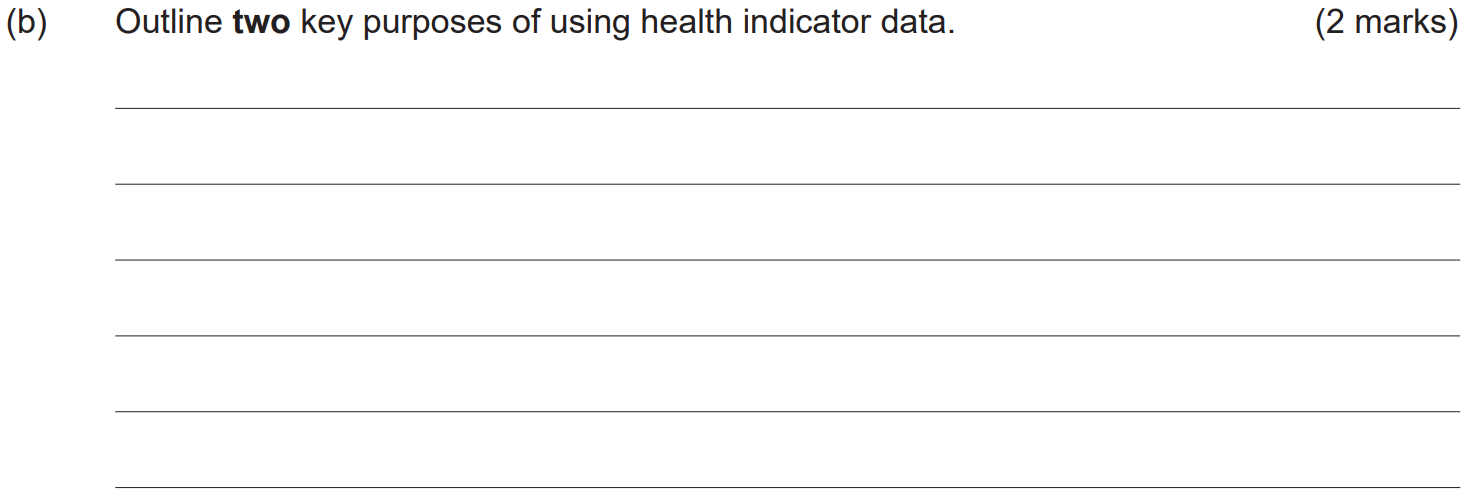 (b) Outline two key purposes of using health indicator data. (2 marks)